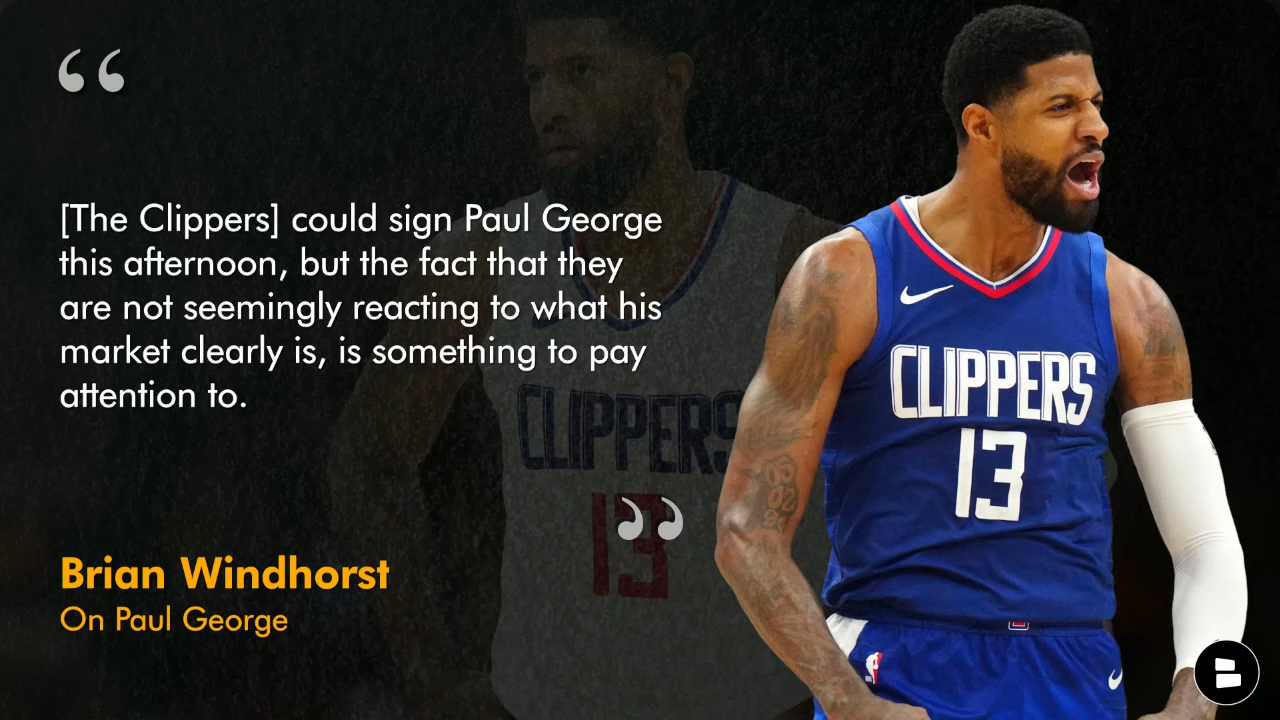 “
[The Clippers] could sign Paul George
this afternoon, but the fact that they
are not seemingly reacting to what his
market clearly is, is something to pay
attention to.
”
Brian Windhorst
On Paul George
CLIPPERS
13
CLIPPERS
13